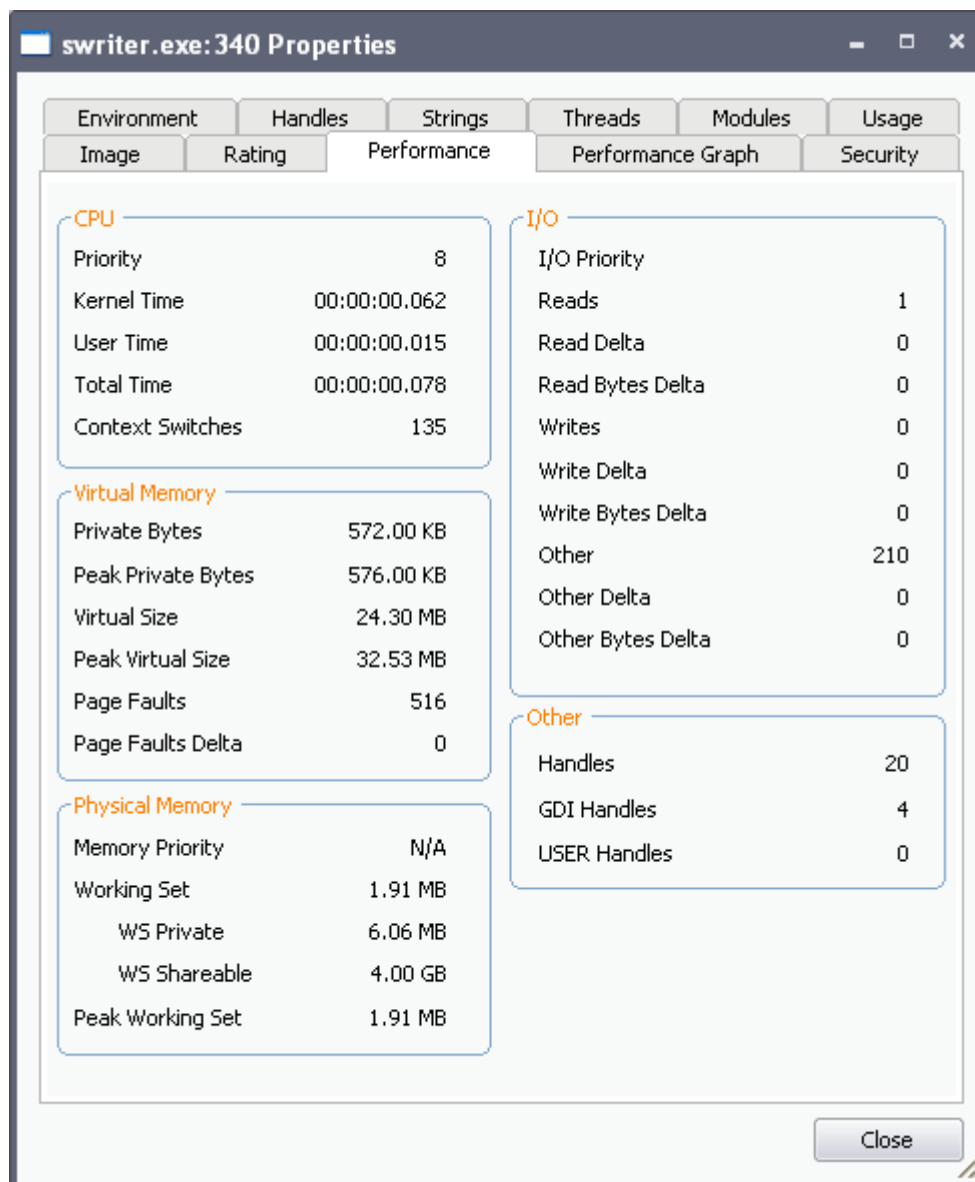 swriter.exe:340 Properties
Environment Handles Strings Threads Modules Usage
Image Rating Performance Performance Graph Security
CPU
Priority 8
Kernel Time 00:00:00.062
User Time 00:00:00.015
Total Time 00:00:00.078
Context Switches 135
Virtual Memory
Private Bytes 572.00 KB
Peak Private Bytes 576.00 KB
Virtual Size 24.30 MB
Peak Virtual Size 32.53 MB
Page Faults 516
Page Faults Delta 0
Physical Memory
Memory Priority N/A
Working Set 1.91 MB
WS Private 6.06 MB
WS Shareable 4.00 GB
Peak Working Set 1.91 MB
I/O
I/O Priority
Reads 1
Read Delta 0
Read Bytes Delta 0
Writes 0
Write Delta 0
Write Bytes Delta 0
Other 210
Other Delta 0
Other Bytes Delta 0
Other
Handles 20
GDI Handles 4
USER Handles 0
Close